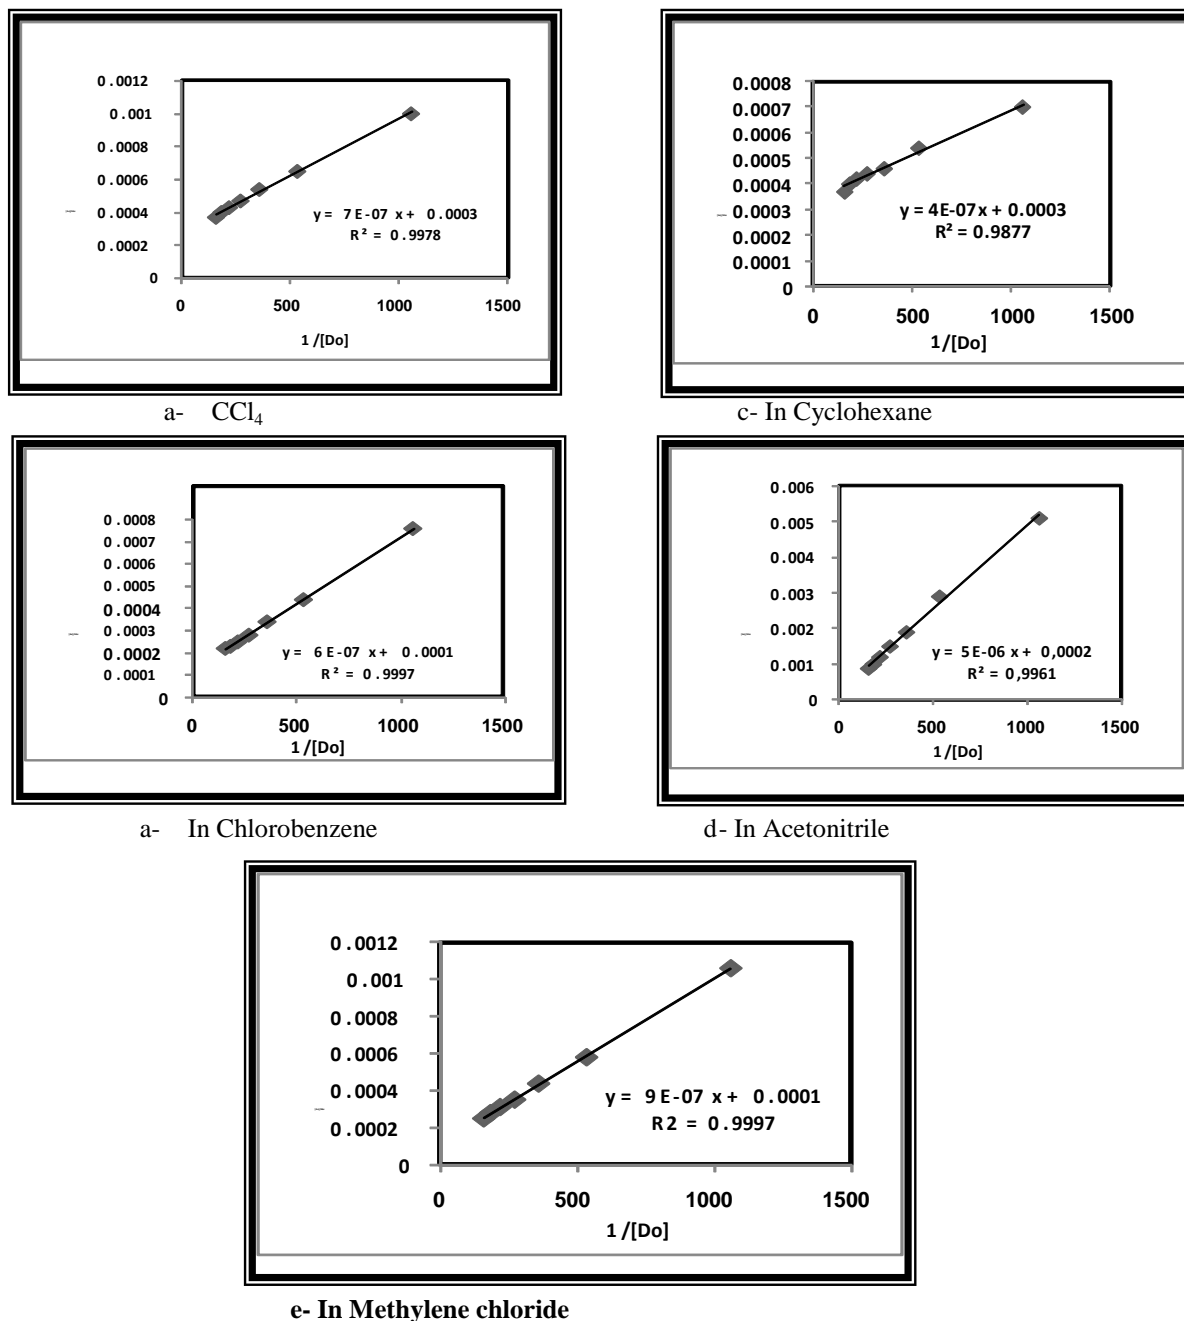 0.0012
0.001
0.0008
0.0006
0.0004
0.0002
0
y = 7E-07 x + 0.0003
R² = 0.9978
0 500 1000 1500
1/[Do]
a- CCl₄
0.0008
0.0007
0.0006
0.0005
0.0004
0.0003
0.0002
0.0001
0
y = 4E-07x + 0.0003
R² = 0.9877
0 500 1000 1500
1/[Do]
c- In Cyclohexane
0.0008
0.0007
0.0006
0.0005
0.0004
0.0003
0.0002
0.0001
0
y = 6E-07 x + 0.0001
R² = 0.9997
0 500 1000 1500
1/[Do]
a- In Chlorobenzene
0.006
0.005
0.004
0.003
0.002
0.001
0
y = 5E-06 x + 0,0002
R² = 0,9961
0 500 1000 1500
1/[Do]
d- In Acetonitrile
0.0012
0.001
0.0008
0.0006
0.0004
0.0002
0
y = 9E-07 x + 0.0001
R2 = 0.9997
0 500 1000 1500
1/[Do]
e- In Methylene chloride